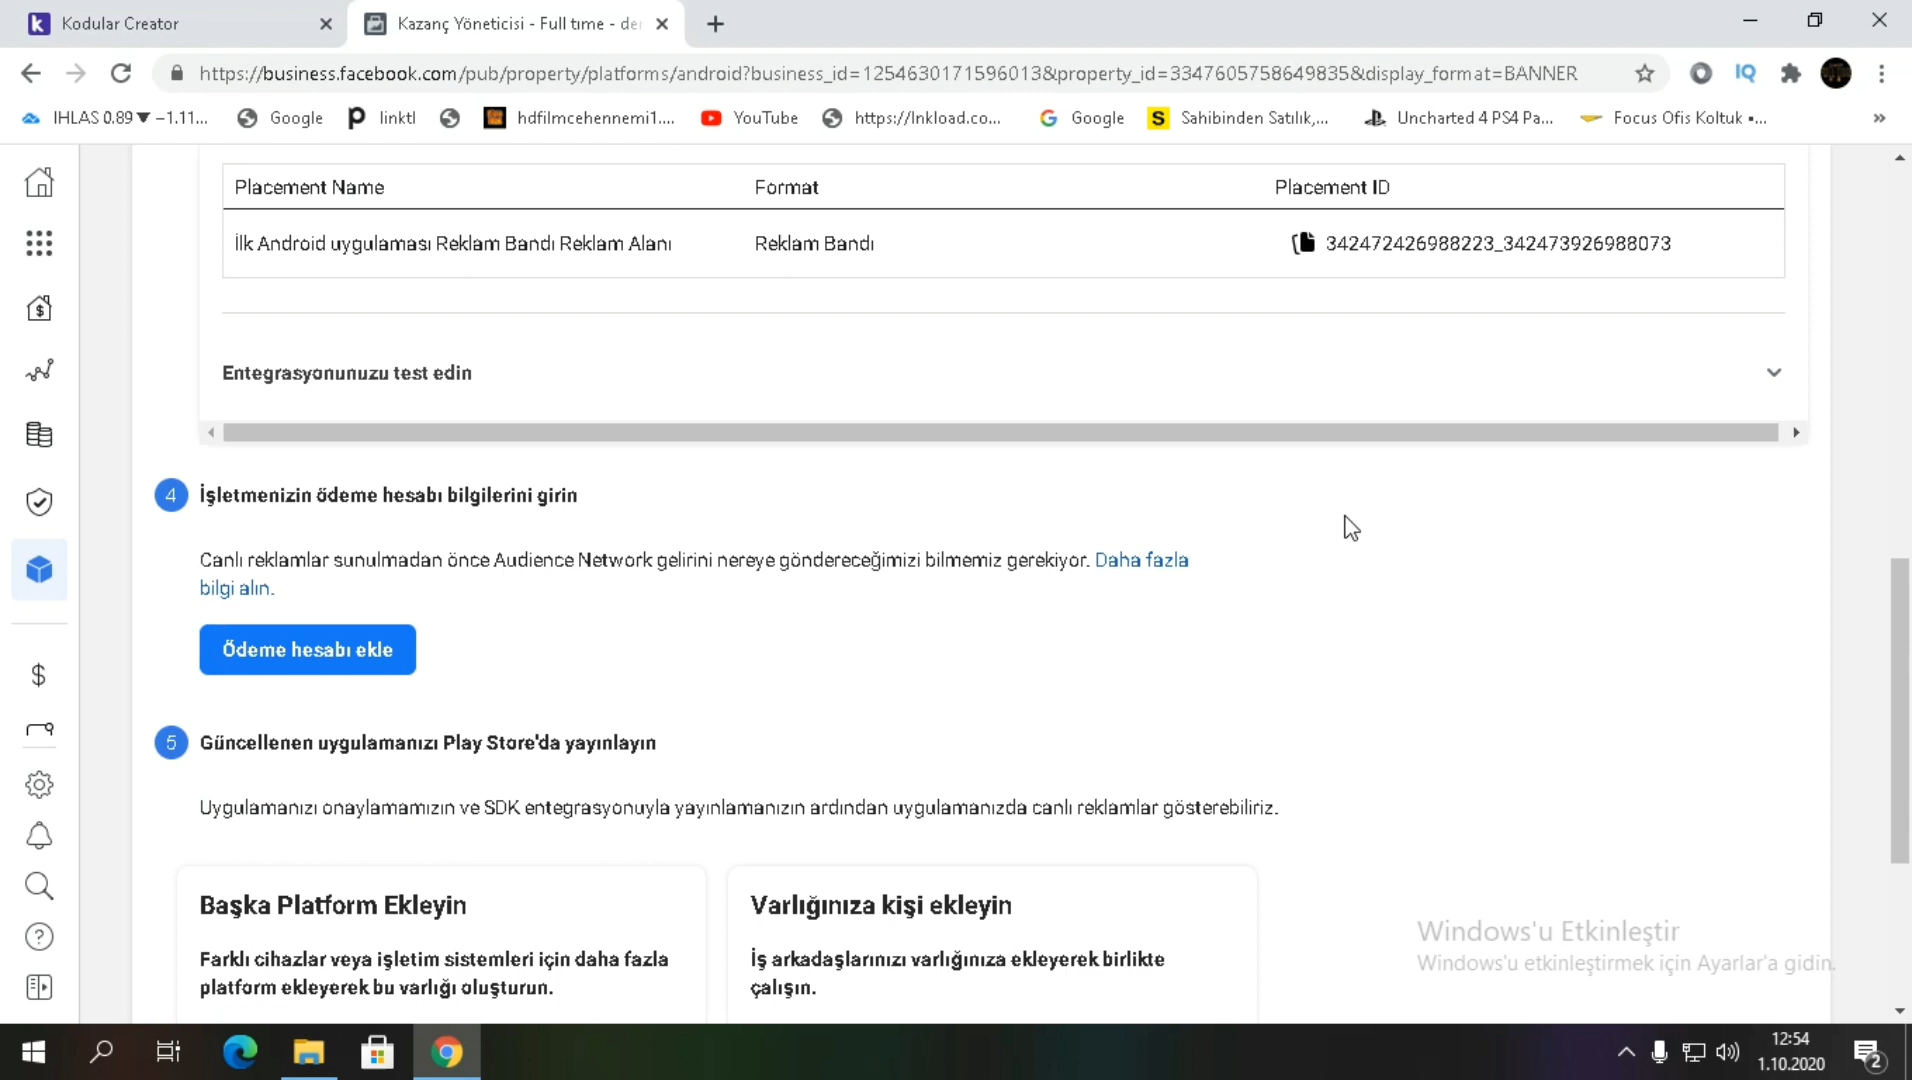 Kodular Creator
Kazanç Yöneticisi - Full tıme - de
https://business.facebook.com/pub/property/platforms/android?business_id=1254630171596013&property_id=3347605758649835&display_format=BANNER
IQ
IHLAS 0.89▼ −1.11...
Google
linktl
hdfilmcehennemi1....
YouTube
https://lnkload.co...
Google
Sahibinden Satılık,...
Uncharted 4 PS4 Pa...
Focus Ofis Koltuk •...
»
Placement Name
Format
Placement ID
İlk Android uygulaması Reklam Bandı Reklam Alanı
Reklam Bandı
342472426988223_342473926988073
Entegrasyonunuzu test edin
4
İşletmenizin ödeme hesabı bilgilerini girin
Canlı reklamlar sunulmadan önce Audience Network gelirini nereye göndereceğimizi bilmemiz gerekiyor. Daha fazla
bilgi alın.
Ödeme hesabı ekle
5
Güncellenen uygulamanızı Play Store'da yayınlayın
Uygulamanızı onaylamamızın ve SDK entegrasyonuyla yayınlamanızın ardından uygulamanızda canlı reklamlar gösterebiliriz.
Başka Platform Ekleyin
Farklı cihazlar veya işletim sistemleri için daha fazla
platform ekleyerek bu varlığı oluşturun.
Varlığınıza kişi ekleyin
İş arkadaşlarınızı varlığınıza ekleyerek birlikte
çalışın.
Windows'u Etkinleştir
Windows'u etkinleştirmek için Ayarlar'a gidin.
12:54
1.10.2020
2